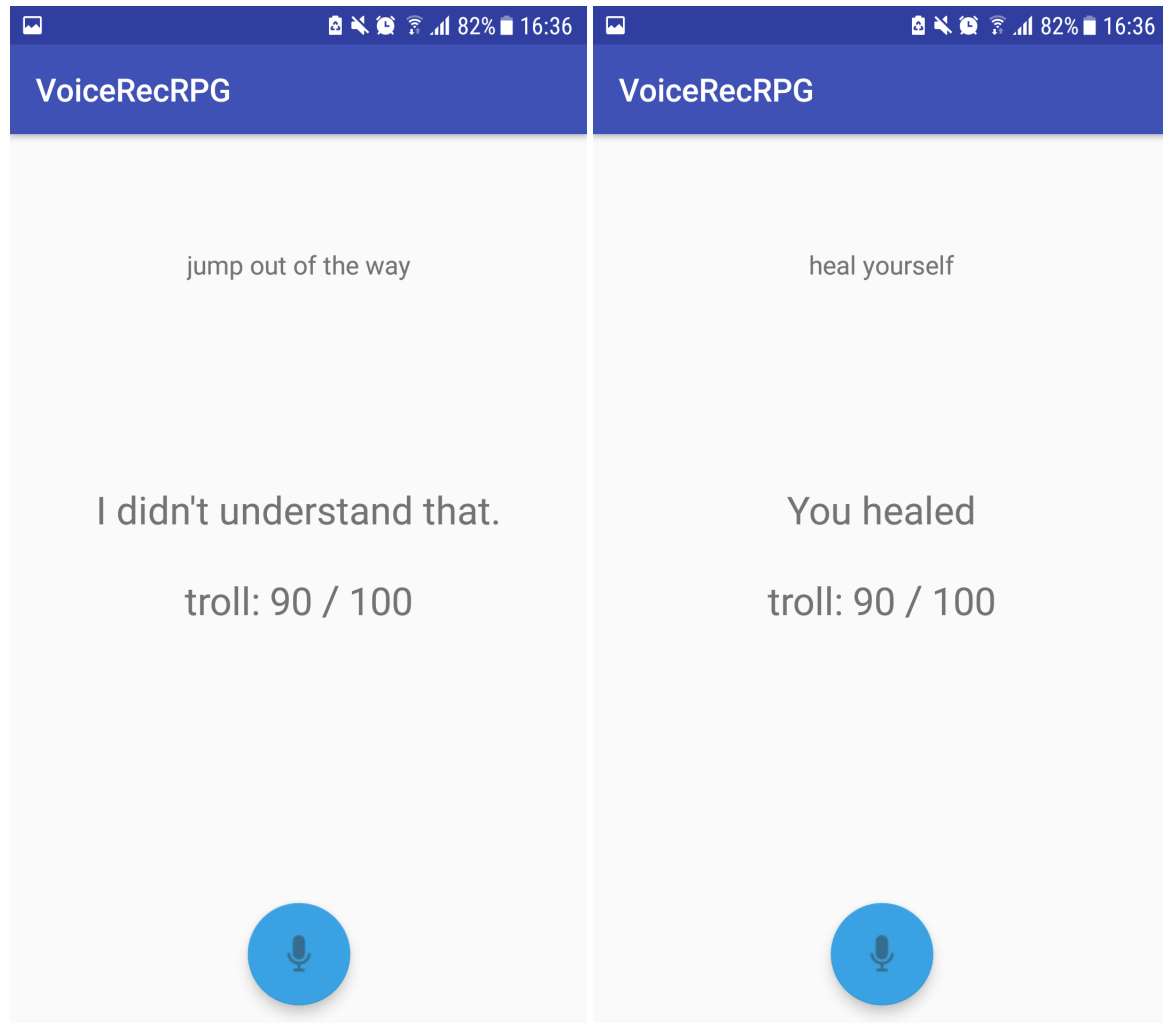 82% 16:36
VoiceRecRPG
jump out of the way
I didn't understand that.
troll: 90 / 100
82% 16:36
VoiceRecRPG
heal yourself
You healed
troll: 90 / 100